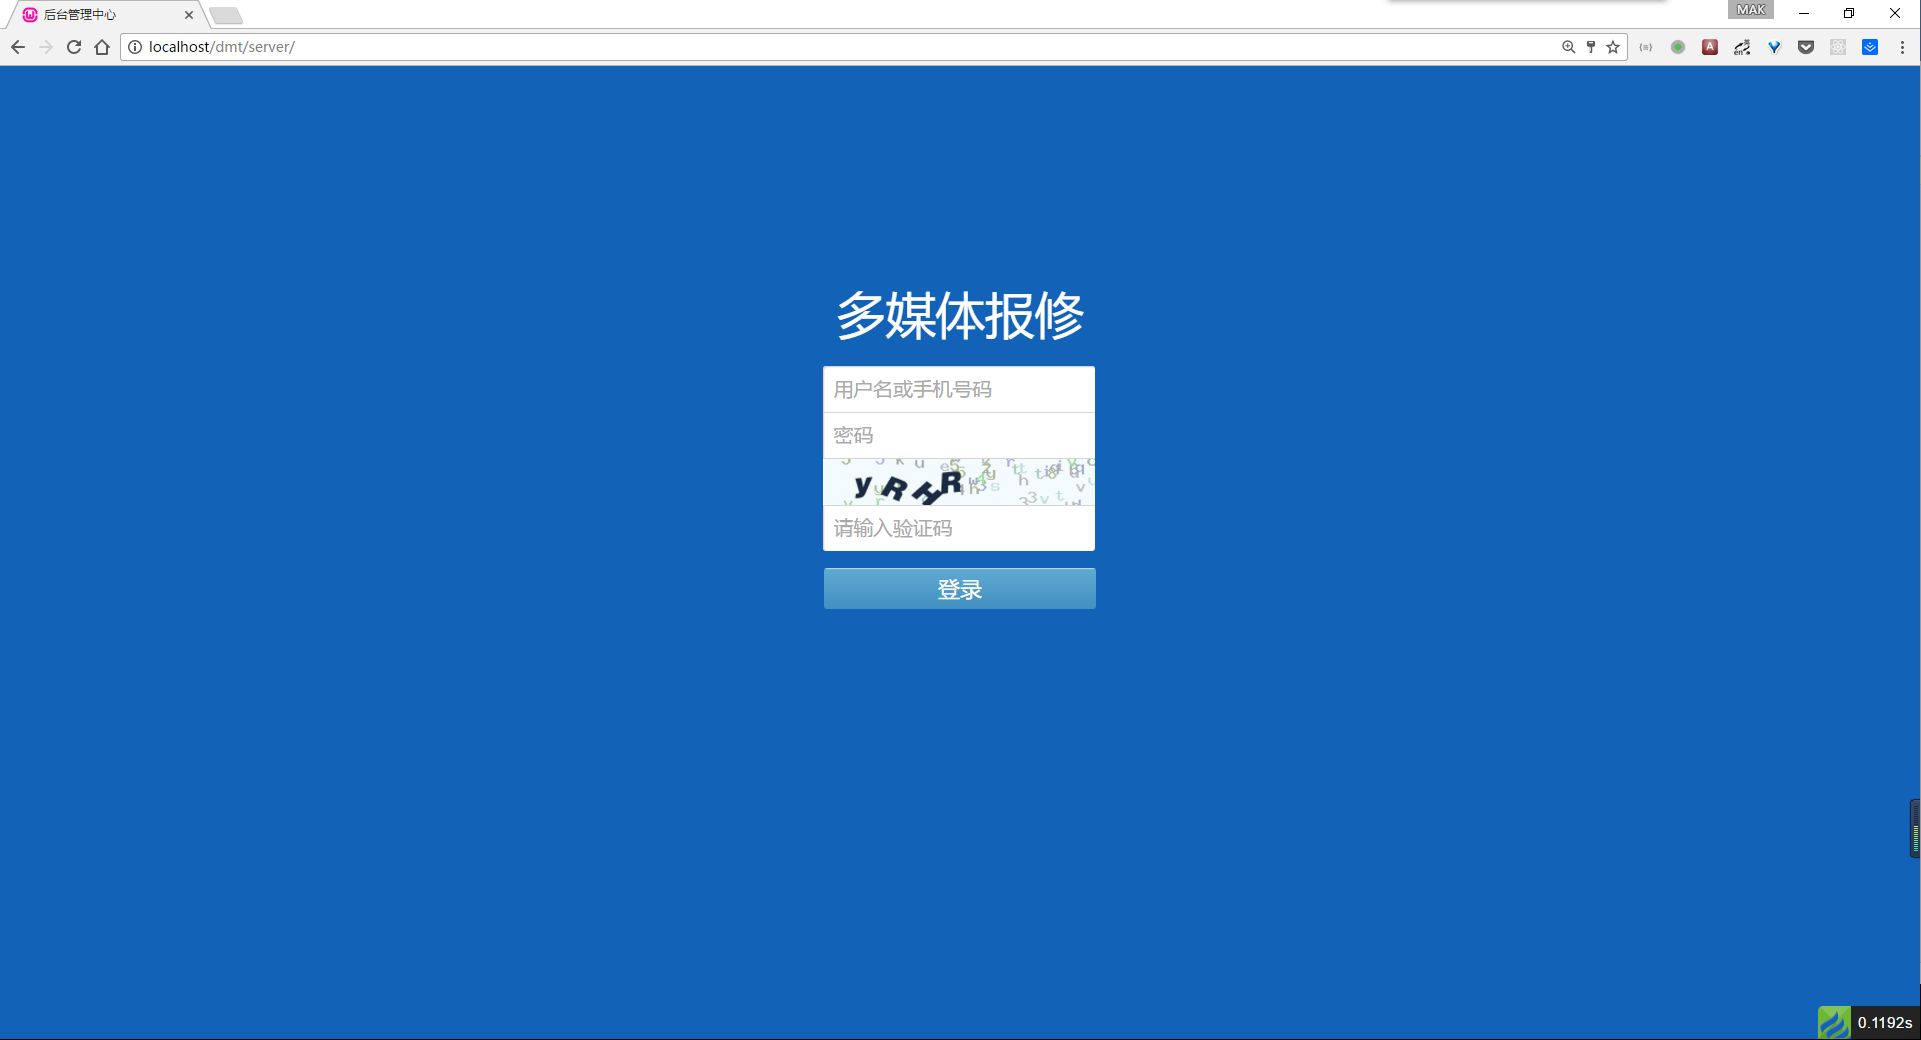 后台管理中心
MAK
localhost/dmt/server/
多媒体报修
用户名或手机号码
密码
yRHR
请输入验证码
登录
0.1192s